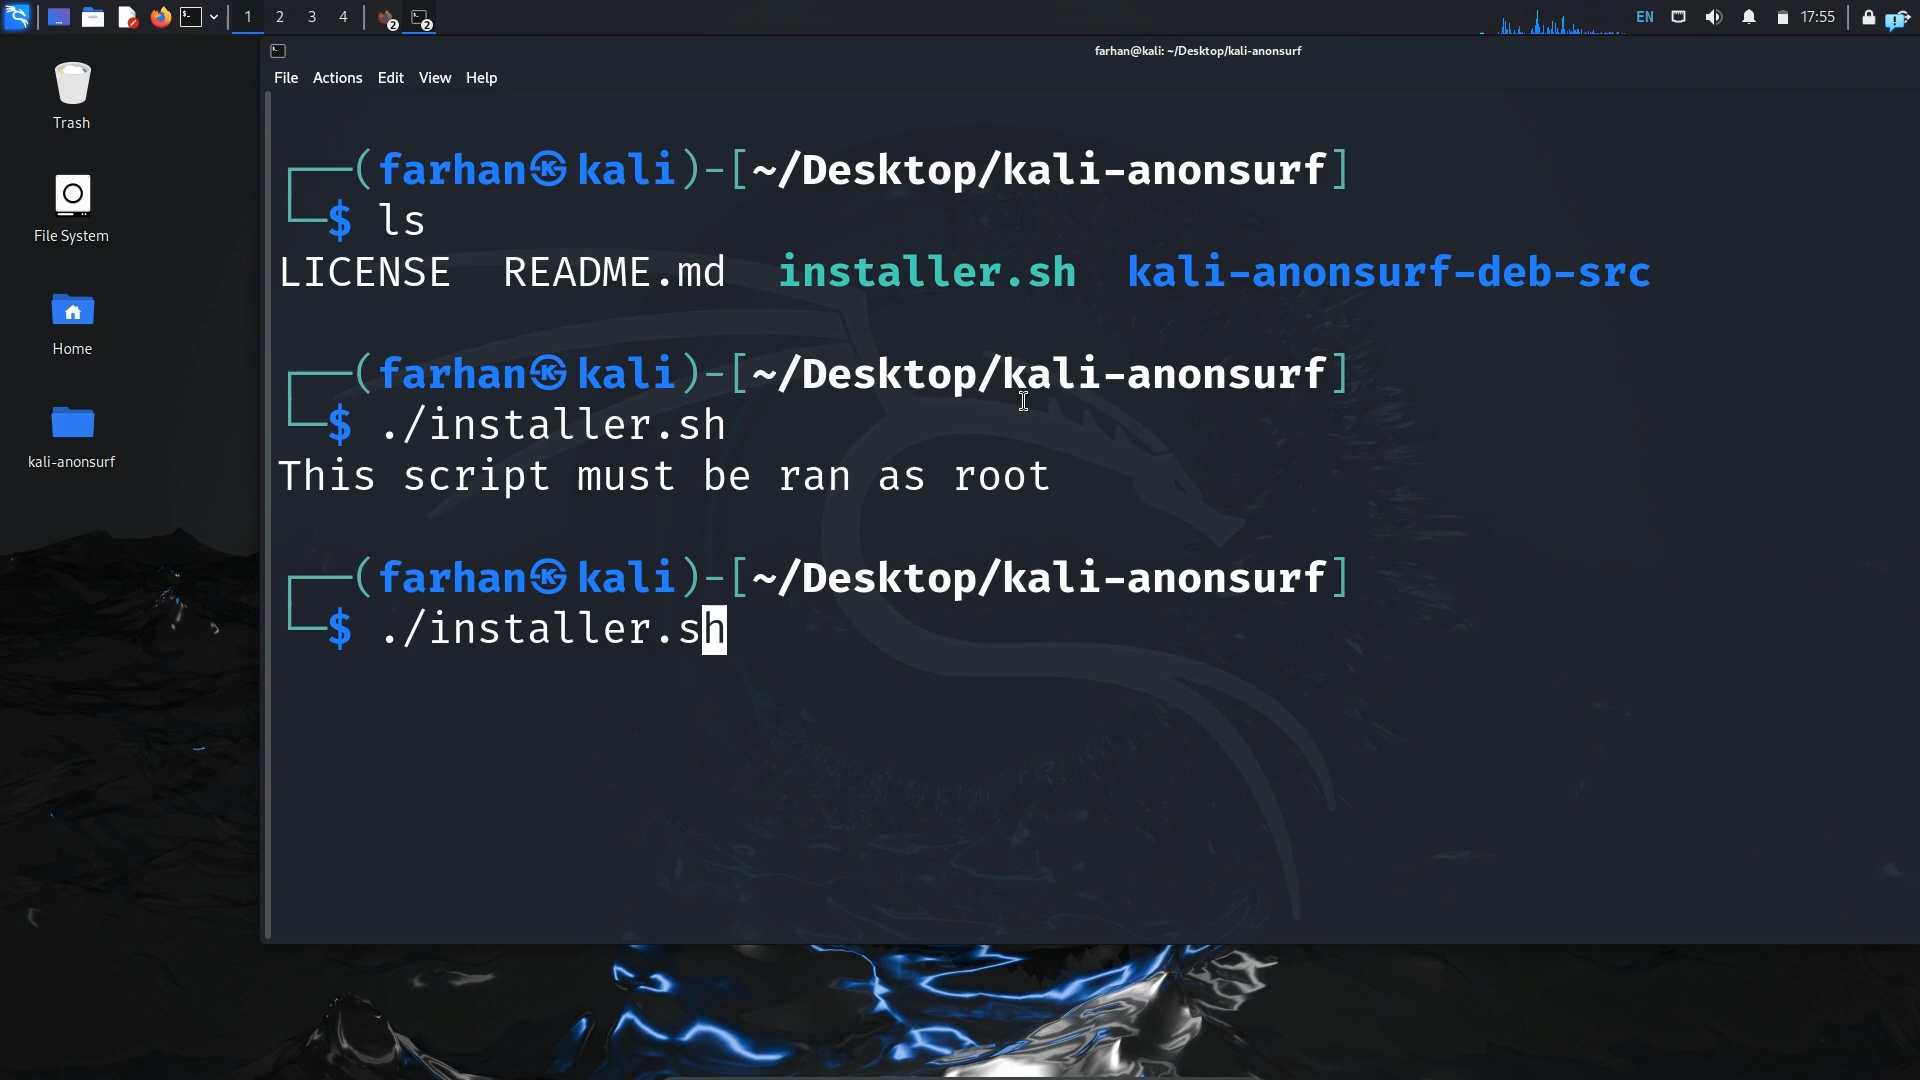 1 2 3 4 2 2 EN 17:55
farhan@kali: ~/Desktop/kali-anonsurf
File Actions Edit View Help
Trash
File System
Home
kali-anonsurf
┌──(farhan㉿kali)-[~/Desktop/kali-anonsurf]
└─$ ls
LICENSE README.md installer.sh kali-anonsurf-deb-src
┌──(farhan㉿kali)-[~/Desktop/kali-anonsurf]
└─$ ./installer.sh
This script must be ran as root
┌──(farhan㉿kali)-[~/Desktop/kali-anonsurf]
└─$ ./installer.sh